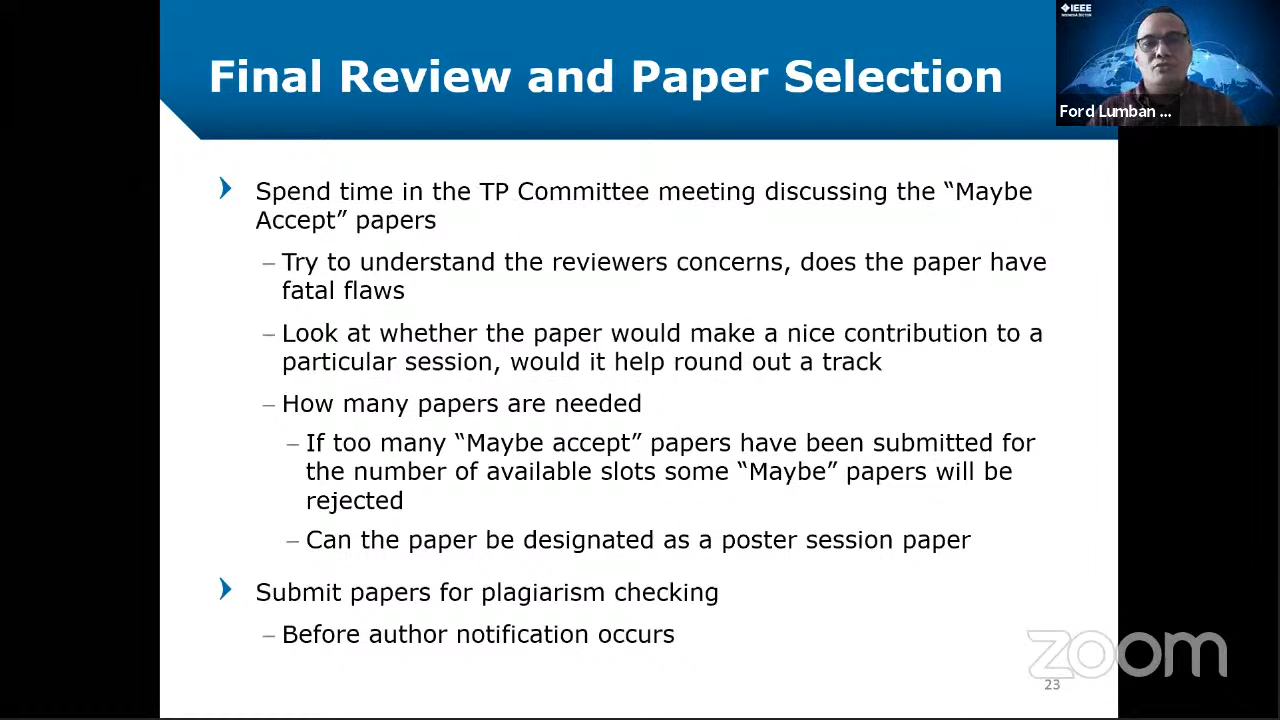 Final Review and Paper Selection
IEEE
INDONESIA SECTION
Ford Lumban ...
Spend time in the TP Committee meeting discussing the “Maybe
Accept” papers
– Try to understand the reviewers concerns, does the paper have
fatal flaws
– Look at whether the paper would make a nice contribution to a
particular session, would it help round out a track
– How many papers are needed
– If too many “Maybe accept” papers have been submitted for
the number of available slots some “Maybe” papers will be
rejected
– Can the paper be designated as a poster session paper
Submit papers for plagiarism checking
– Before author notification occurs
zoom
23